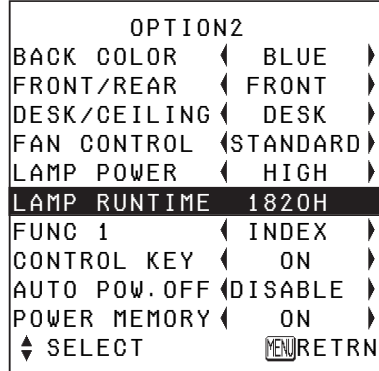 OPTION2
BACK COLOR BLUE
FRONT/REAR FRONT
DESK/CEILING DESK
FAN CONTROL STANDARD
LAMP POWER HIGH
LAMP RUNTIME 1820H
FUNC 1 INDEX
CONTROL KEY ON
AUTO POW.OFF DISABLE
POWER MEMORY ON
SELECT MENU RETRN